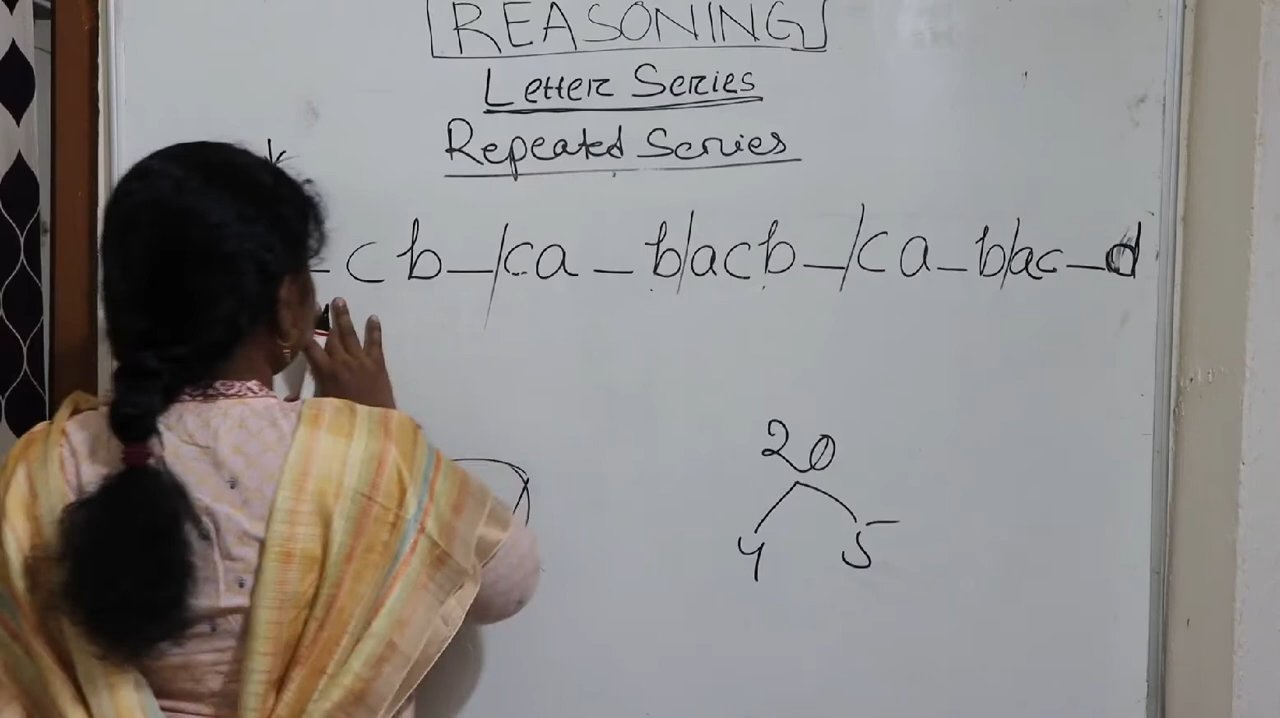 REASONING
Letter Series
Repeated Series
- c b - / c a - b / a c b - / c a - b / a c - d
20
4 5